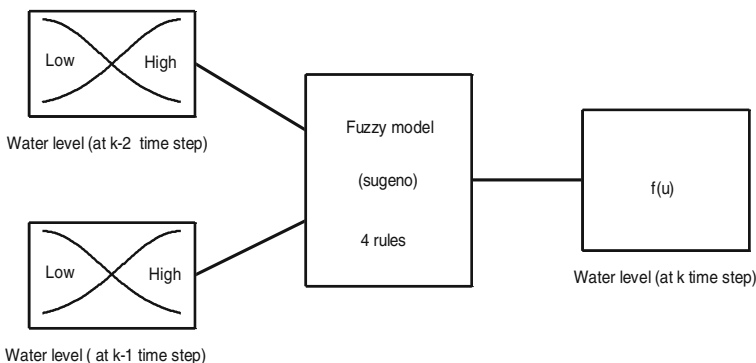 Low
High
Water level (at k-2 time step)
Fuzzy model
(sugeno)
4 rules
f(u)
Water level (at k time step)
Low
High
Water level ( at k-1 time step)